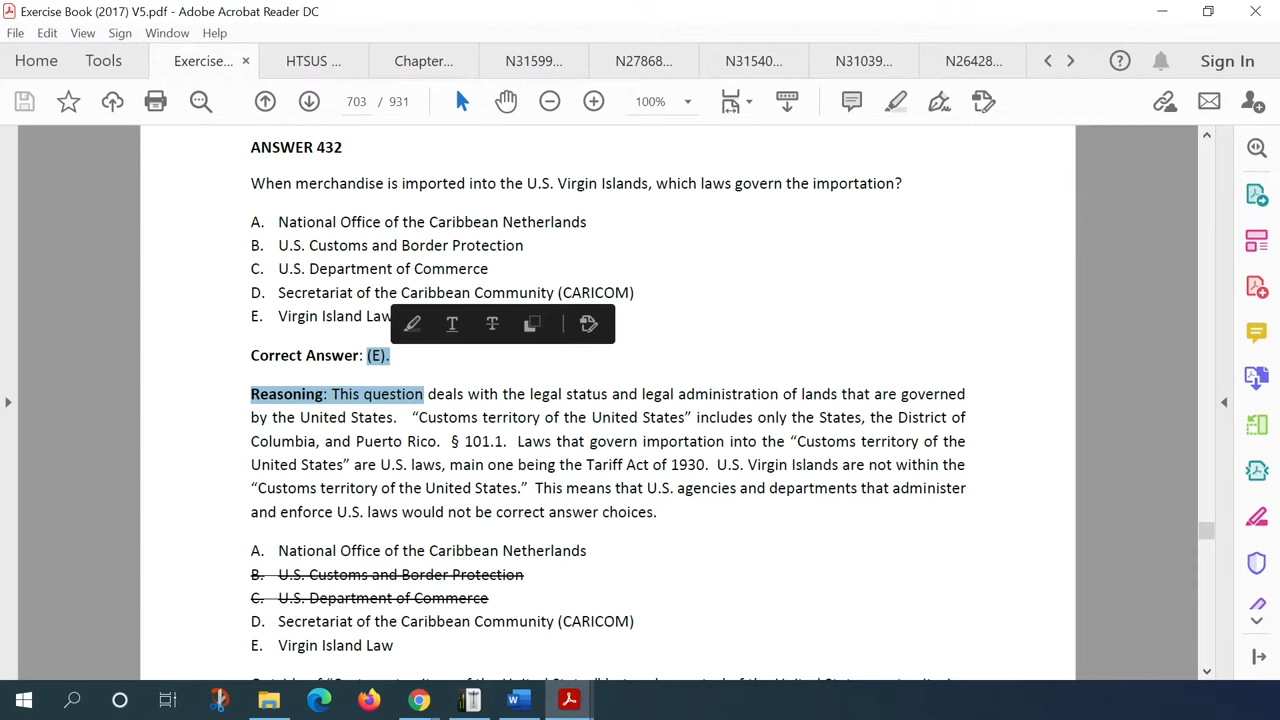 Exercise Book (2017) V5.pdf - Adobe Acrobat Reader DC
File Edit View Sign Window Help
Home Tools Exercise... × HTSUS ... Chapter... N31599... N27868... N31540... N31039... N26428... Sign In
703 / 931 100%
ANSWER 432
When merchandise is imported into the U.S. Virgin Islands, which laws govern the importation?
A. National Office of the Caribbean Netherlands
B. U.S. Customs and Border Protection
C. U.S. Department of Commerce
D. Secretariat of the Caribbean Community (CARICOM)
E. Virgin Island Law
Correct Answer: (E).
Reasoning: This question deals with the legal status and legal administration of lands that are governed
by the United States. “Customs territory of the United States” includes only the States, the District of
Columbia, and Puerto Rico. § 101.1. Laws that govern importation into the “Customs territory of the
United States” are U.S. laws, main one being the Tariff Act of 1930. U.S. Virgin Islands are not within the
“Customs territory of the United States.” This means that U.S. agencies and departments that administer
and enforce U.S. laws would not be correct answer choices.
A. National Office of the Caribbean Netherlands
B. U.S. Customs and Border Protection
C. U.S. Department of Commerce
D. Secretariat of the Caribbean Community (CARICOM)
E. Virgin Island Law